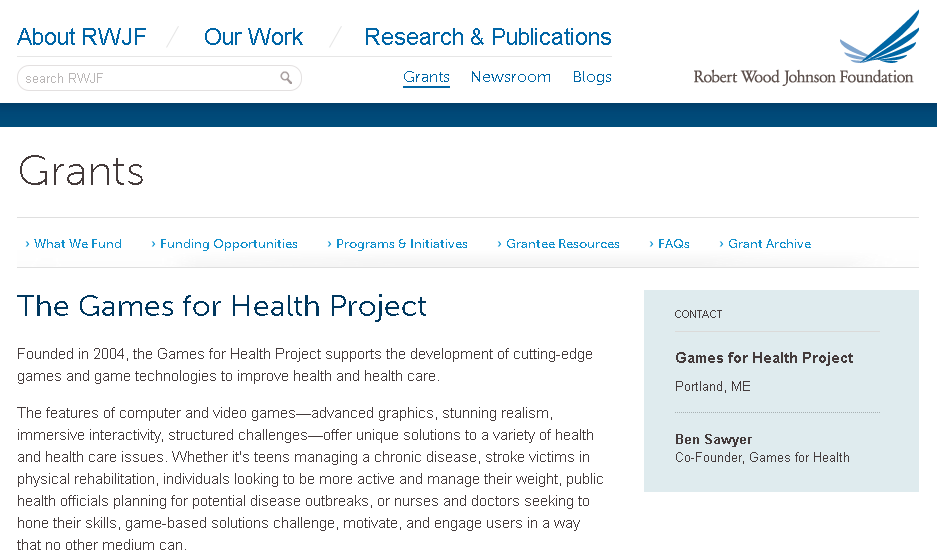 About RWJF / Our Work / Research & Publications
search RWJF
Grants Newsroom Blogs
Robert Wood Johnson Foundation
Grants
› What We Fund › Funding Opportunities › Programs & Initiatives › Grantee Resources › FAQs › Grant Archive
The Games for Health Project
Founded in 2004, the Games for Health Project supports the development of cutting-edge
games and game technologies to improve health and health care.
The features of computer and video games—advanced graphics, stunning realism,
immersive interactivity, structured challenges—offer unique solutions to a variety of health
and health care issues. Whether it's teens managing a chronic disease, stroke victims in
physical rehabilitation, individuals looking to be more active and manage their weight, public
health officials planning for potential disease outbreaks, or nurses and doctors seeking to
hone their skills, game-based solutions challenge, motivate, and engage users in a way
that no other medium can.
CONTACT
Games for Health Project
Portland, ME
Ben Sawyer
Co-Founder, Games for Health